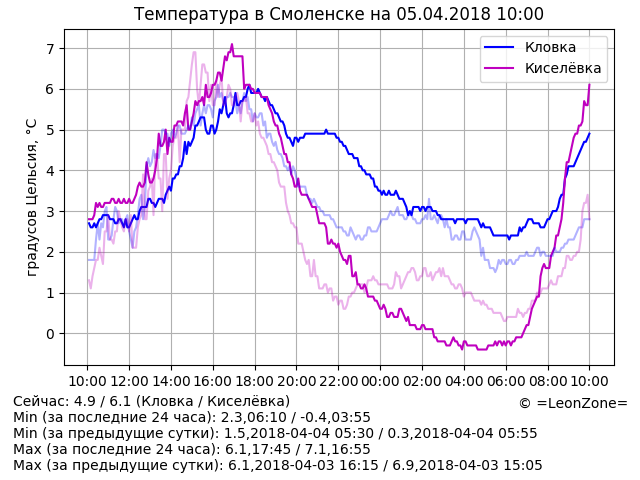 Температура в Смоленске на 05.04.2018 10:00
Кловка
Киселёвка
градусов Цельсия, °C
7
6
5
4
3
2
1
0
10:00 12:00 14:00 16:00 18:00 20:00 22:00 00:00 02:00 04:00 06:00 08:00 10:00
Сейчас: 4.9 / 6.1 (Кловка / Киселёвка)
© =LeonZone=
Min (за последние 24 часа): 2.3,06:10 / -0.4,03:55
Min (за предыдущие сутки): 1.5,2018-04-04 05:30 / 0.3,2018-04-04 05:55
Max (за последние 24 часа): 6.1,17:45 / 7.1,16:55
Max (за предыдущие сутки): 6.1,2018-04-03 16:15 / 6.9,2018-04-03 15:05